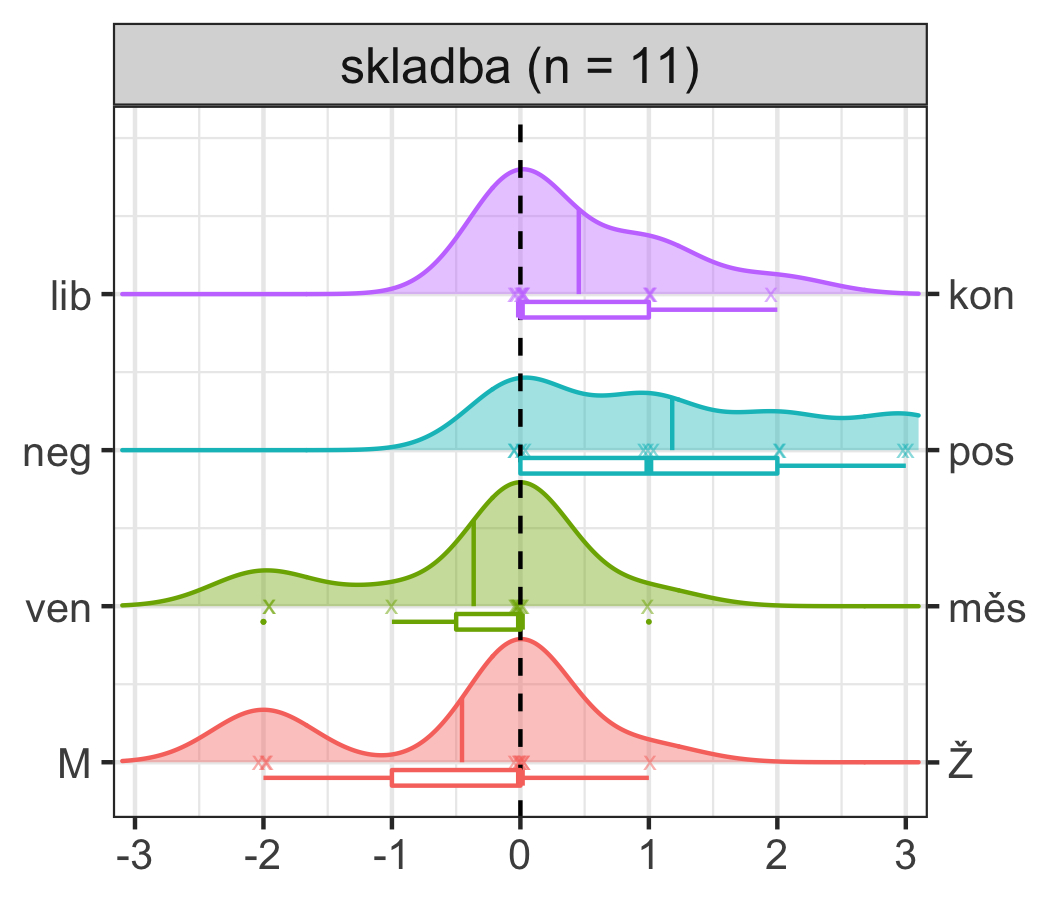 skladba (n = 11)
lib kon
neg pos
ven měs
M Ž
-3 -2 -1 0 1 2 3